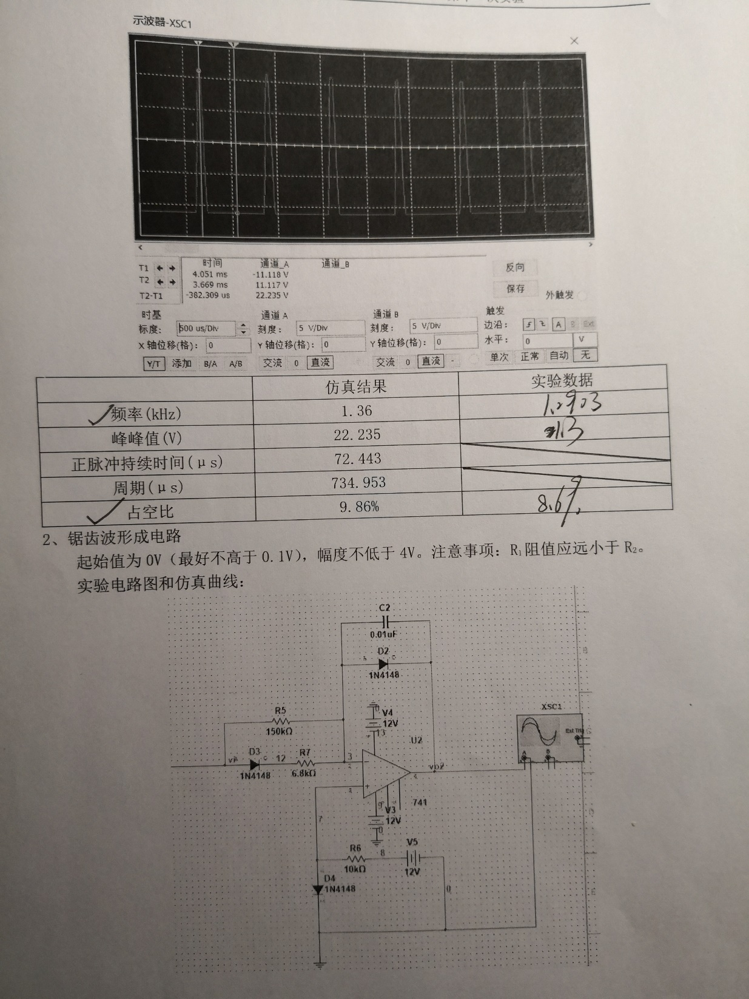 示波器-XSC1
时间 通道_A 通道_B
T1 4.051 ms -11.118 V
T2 3.669 ms 11.117 V
T2-T1 -382.309 us 22.235 V
反向
保存
外触发
时基 通道 A 通道 B 触发
标度： 500 us/Div 刻度： 5 V/Div 刻度： 5 V/Div 边沿： A B Ext
X 轴位移(格)： 0 Y 轴位移(格)： 0 Y 轴位移(格)： 0 水平： 0 V
Y/T 添加 B/A A/B 交流 0 直流 交流 0 直流 - 单次 正常 自动 无
仿真结果 实验数据
频率(kHz) 1.36 1.2903
峰峰值(V) 22.235
正脉冲持续时间(μs) 72.443
周期(μs) 734.953
占空比 9.86% 8.6%
2、锯齿波形成电路
起始值为 0V（最好不高于 0.1V），幅度不低于 4V。注意事项：R₁阻值应远小于 R₂。
实验电路图和仿真曲线：
C2
0.01uF
D2
1N4148
R5
150kΩ
V4
12V
13
U2
XSC1
Ext Trig
A B
D3
1N4148
12
R7
6.8kΩ
3
2
vo2
741
V3
12V
7
R6
10kΩ
8
V5
12V
D4
1N4148
0